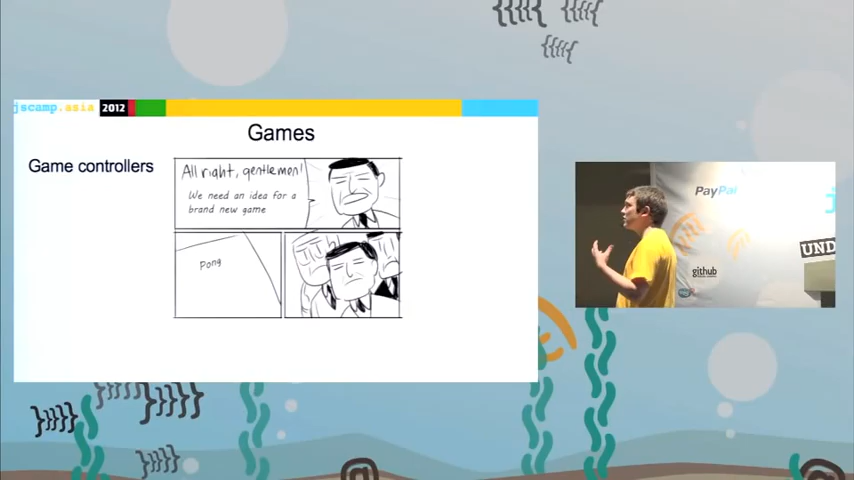 {{{{ {{{{
{{{{
jscamp.asia 2012
Games
Game controllers
All right, gentlemen!
We need an idea for a
brand new game
Pong
PayPal
j
UND
github
}}}}}
}}}}}
}}}}}
}}}}
@
@